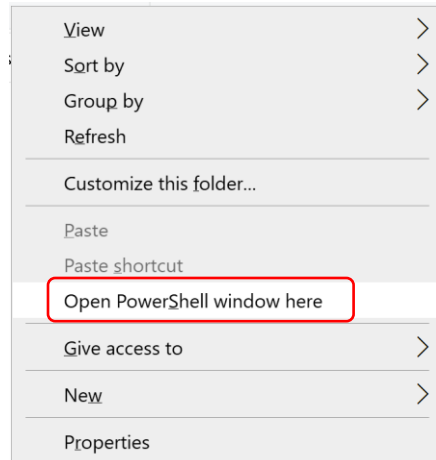 View
Sort by
Group by
Refresh
Customize this folder...
Paste
Paste shortcut
Open PowerShell window here
Give access to
New
Properties